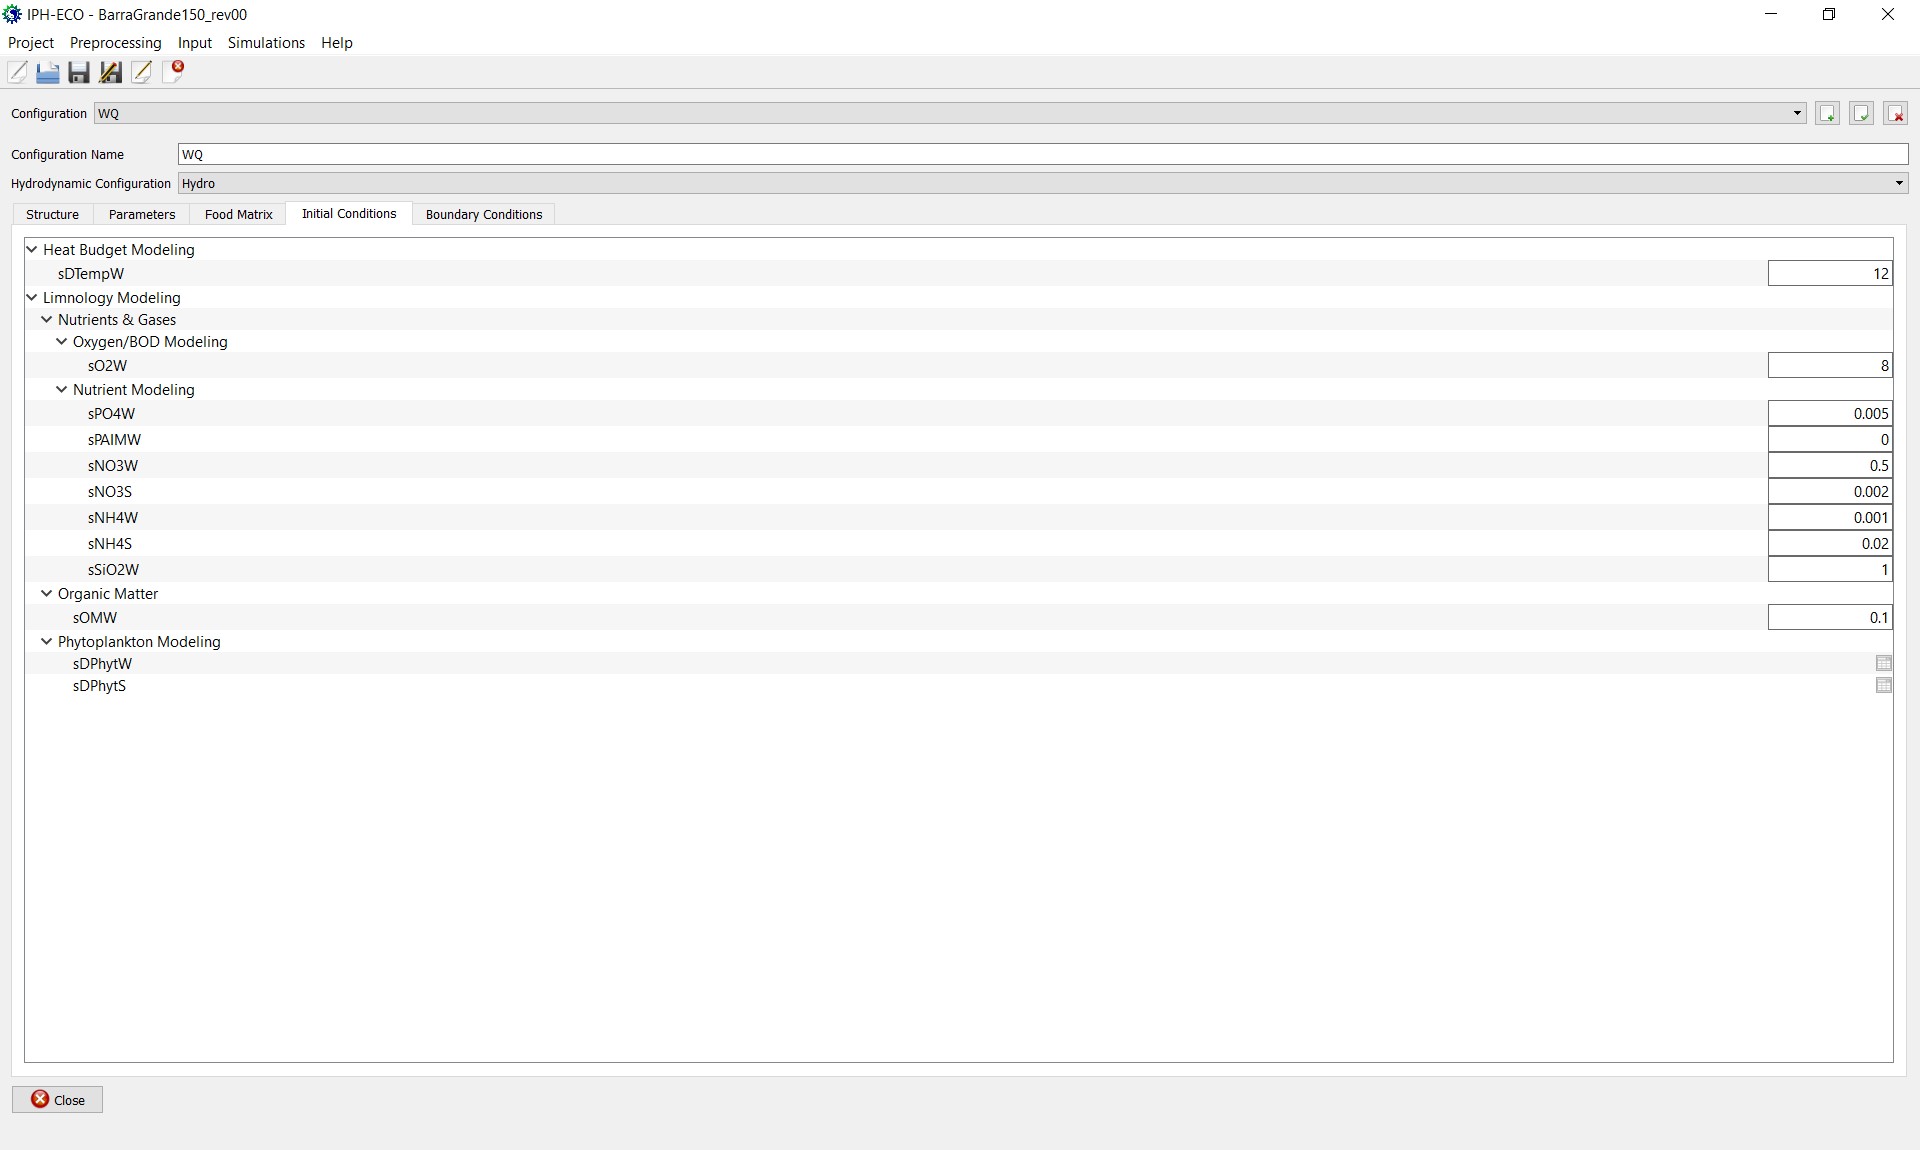 IPH-ECO - BarraGrande150_rev00
Project Preprocessing Input Simulations Help
Configuration WQ
Configuration Name WQ
Hydrodynamic Configuration Hydro
Structure Parameters Food Matrix Initial Conditions Boundary Conditions
Heat Budget Modeling
sDTempW 12
Limnology Modeling
Nutrients & Gases
Oxygen/BOD Modeling
sO2W 8
Nutrient Modeling
sPO4W 0.005
sPAIMW 0
sNO3W 0.5
sNO3S 0.002
sNH4W 0.001
sNH4S 0.02
sSiO2W 1
Organic Matter
sOMW 0.1
Phytoplankton Modeling
sDPhytW
sDPhytS
Close